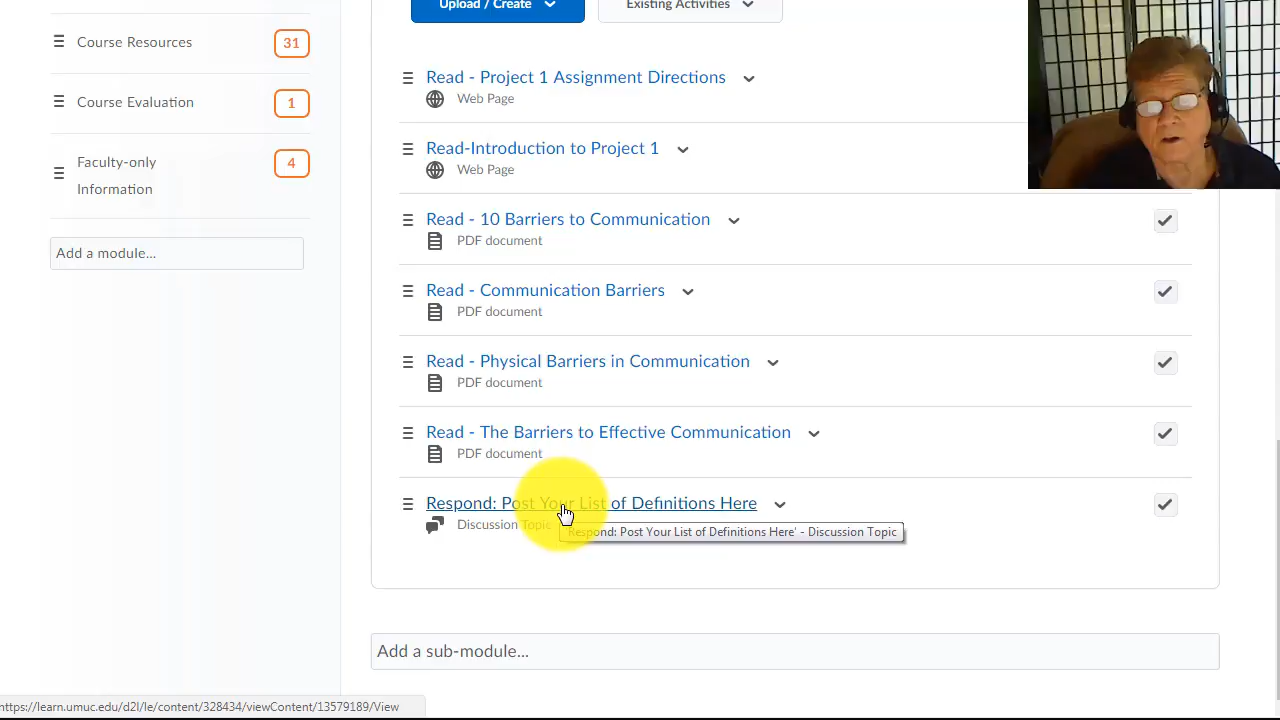 Upload / Create
Existing Activities
Course Resources
31
Course Evaluation
1
Faculty-only
Information
4
Add a module...
Read - Project 1 Assignment Directions
Web Page
Read-Introduction to Project 1
Web Page
Read - 10 Barriers to Communication
PDF document
Read - Communication Barriers
PDF document
Read - Physical Barriers in Communication
PDF document
Read - The Barriers to Effective Communication
PDF document
Respond: Post Your List of Definitions Here
Discussion Topic
Respond: Post Your List of Definitions Here' - Discussion Topic
Add a sub-module...
https://learn.umuc.edu/d2l/le/content/328434/viewContent/13579189/View